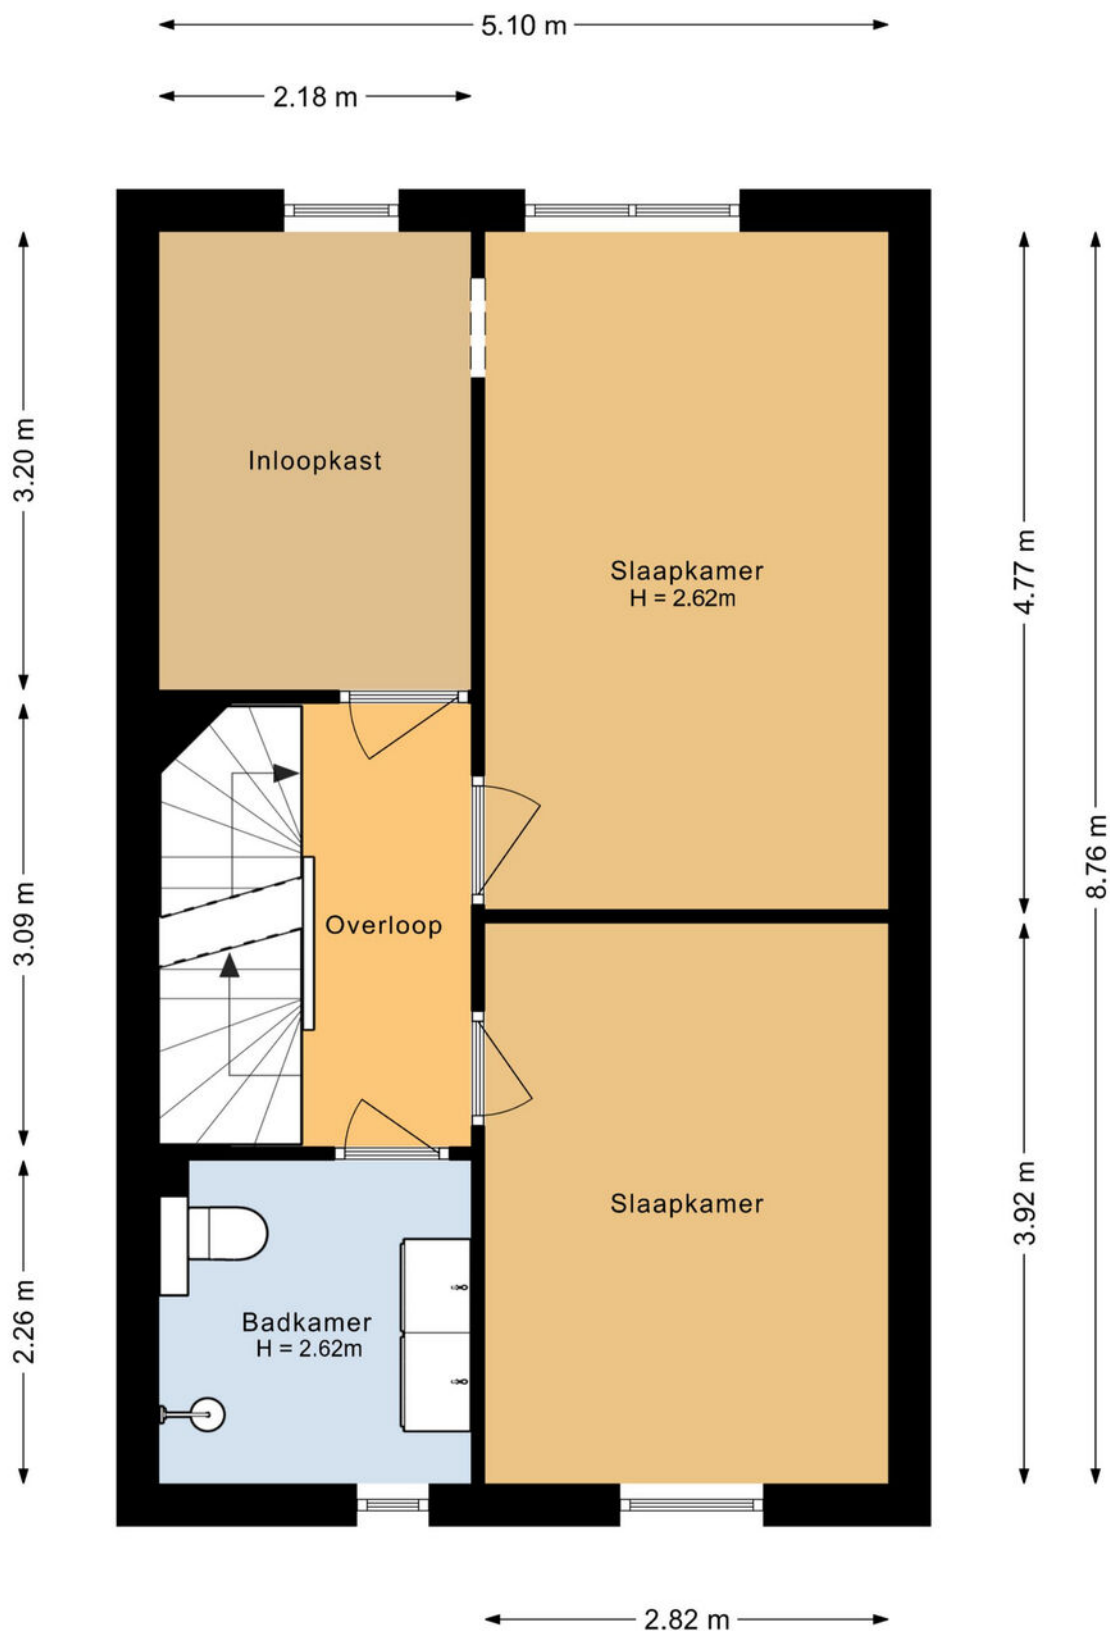 5.10 m
2.18 m
Inloopkast
3.20 m
Slaapkamer
H = 2.62m
4.77 m
8.76 m
Overloop
3.09 m
Slaapkamer
3.92 m
Badkamer
H = 2.62m
2.26 m
2.82 m